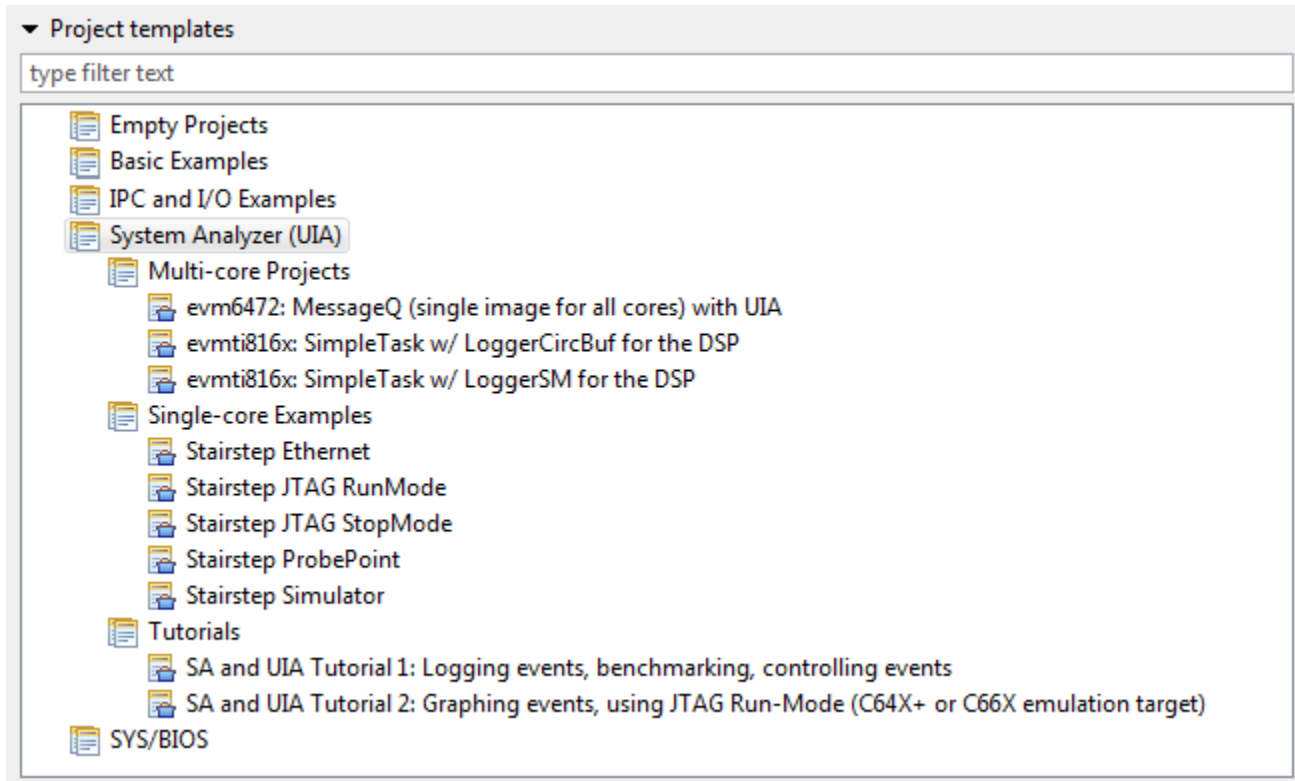 Project templates
type filter text
Empty Projects
Basic Examples
IPC and I/O Examples
System Analyzer (UIA)
Multi-core Projects
evm6472: MessageQ (single image for all cores) with UIA
evmti816x: SimpleTask w/ LoggerCircBuf for the DSP
evmti816x: SimpleTask w/ LoggerSM for the DSP
Single-core Examples
Stairstep Ethernet
Stairstep JTAG RunMode
Stairstep JTAG StopMode
Stairstep ProbePoint
Stairstep Simulator
Tutorials
SA and UIA Tutorial 1: Logging events, benchmarking, controlling events
SA and UIA Tutorial 2: Graphing events, using JTAG Run-Mode (C64X+ or C66X emulation target)
SYS/BIOS